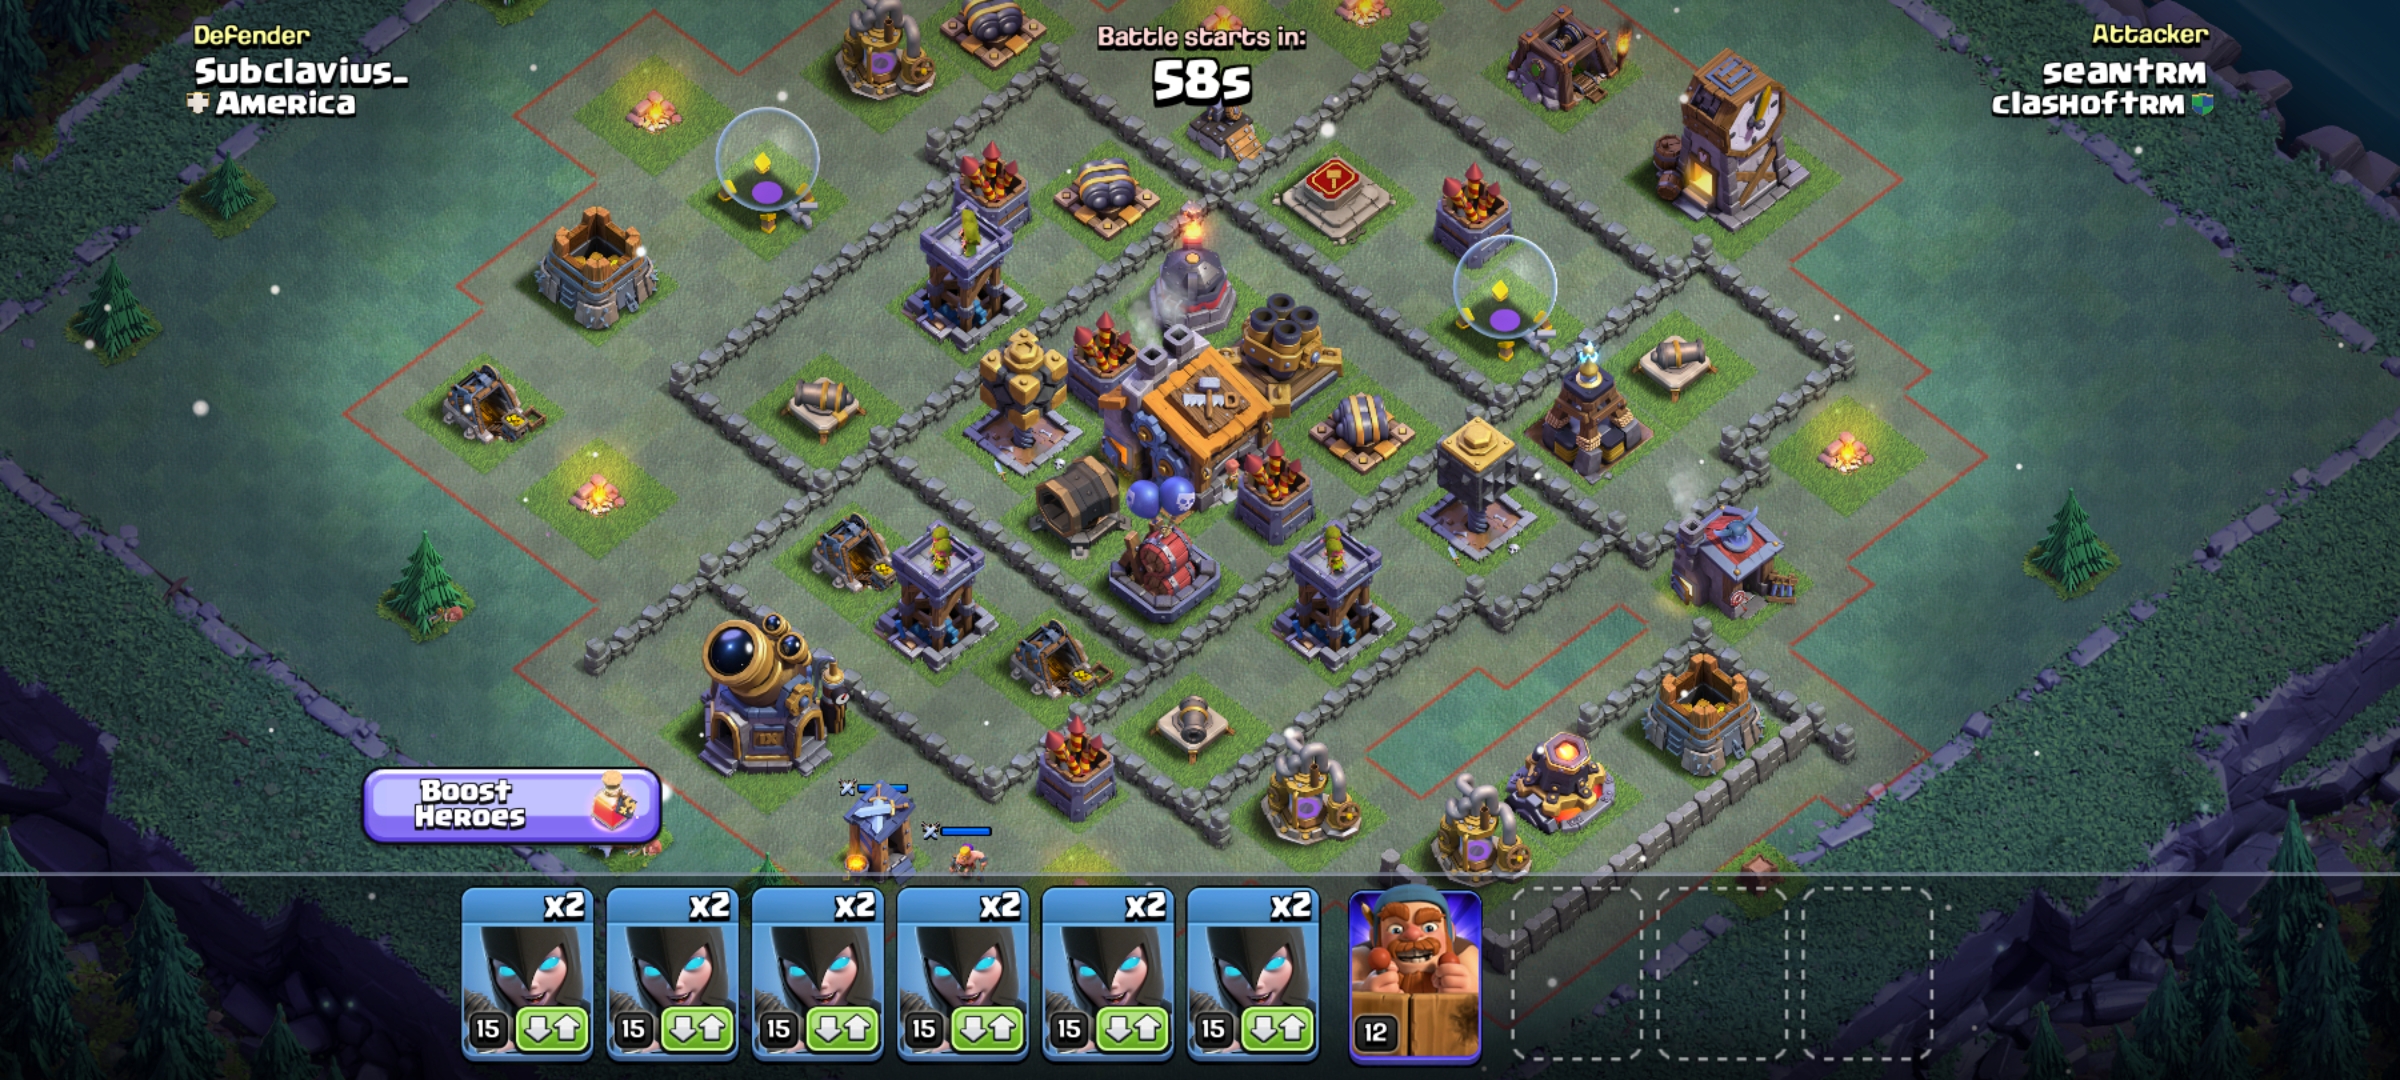 Defender
Subclavius_
America
Battle starts in:
58s
Attacker
seantRM
clashoftRM
Boost
Heroes
x2
x2
x2
x2
x2
x2
15
15
15
15
15
15
12